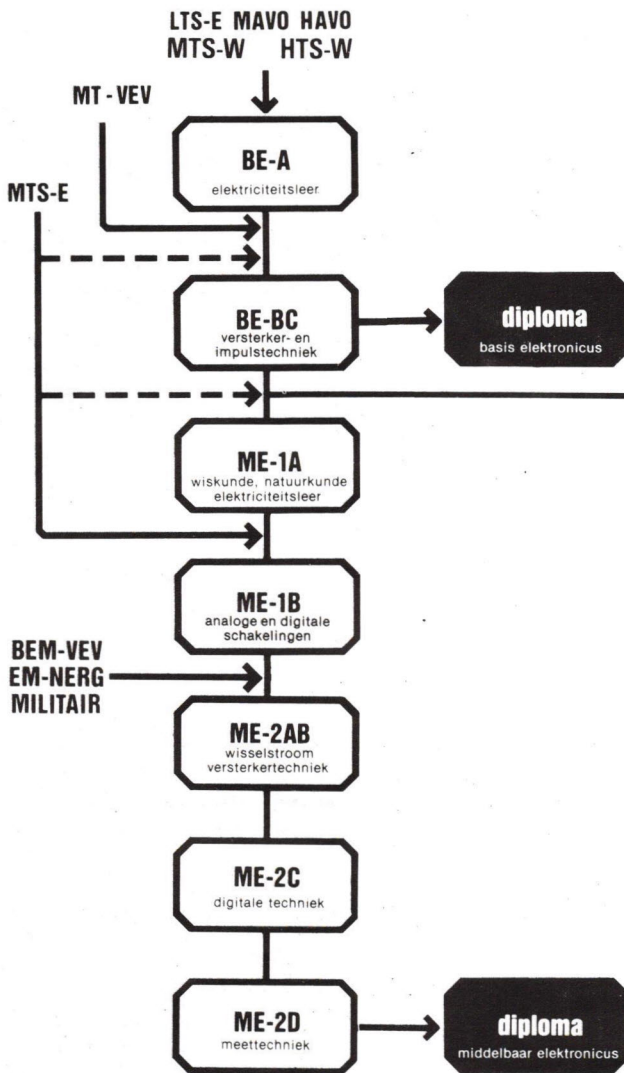 LTS-E MAVO HAVO
MTS-W HTS-W
MT-VEV
BE-A
elektriciteitsleer
MTS-E
BE-BC
versterker- en
impulstechniek
diploma
basis elektronicus
ME-1A
wiskunde, natuurkunde
elektriciteitsleer
ME-1B
analoge en digitale
schakelingen
BEM-VEV
EM-NERG
MILITAIR
ME-2AB
wisselstroom
versterkertechniek
ME-2C
digitale techniek
ME-2D
meettechniek
diploma
middelbaar elektronicus